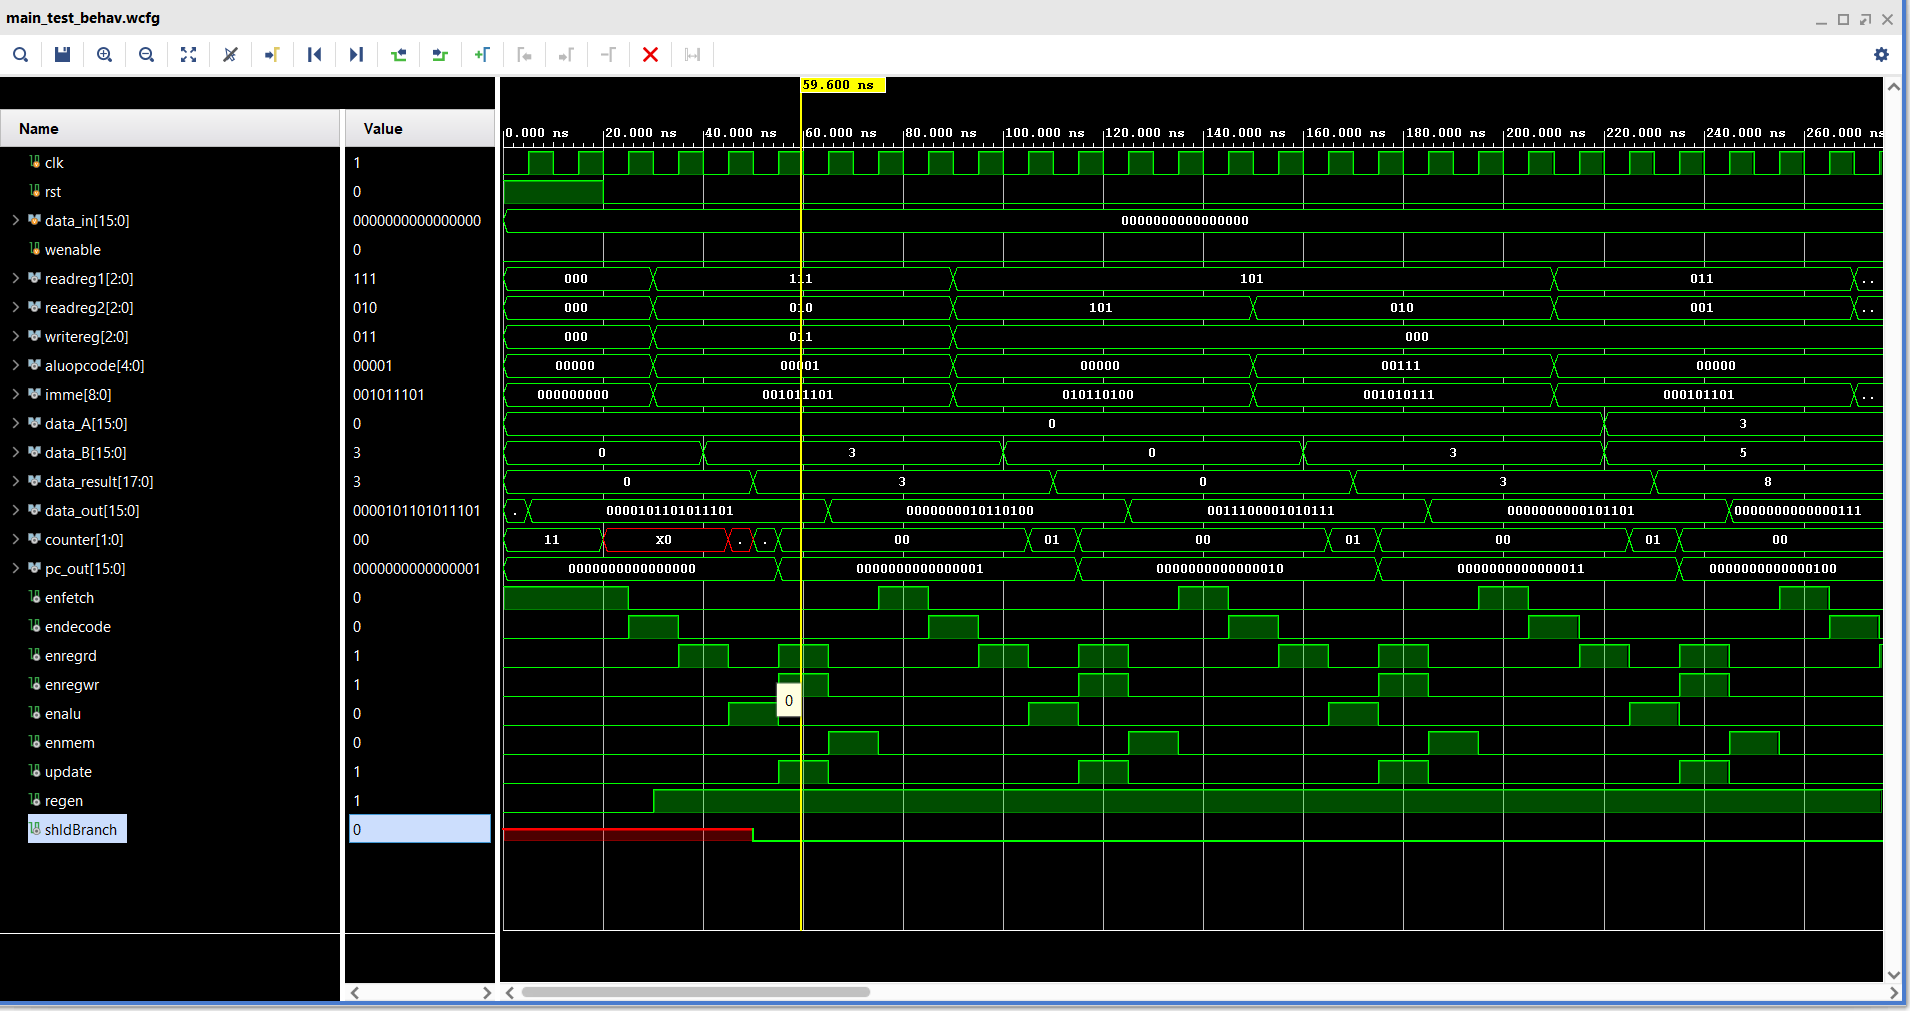 main_test_behav.wcfg
59.600 ns
0.000 ns 20.000 ns 40.000 ns 60.000 ns 80.000 ns 100.000 ns 120.000 ns 140.000 ns 160.000 ns 180.000 ns 200.000 ns 220.000 ns 240.000 ns 260.000 ns
Name Value
clk 1
rst 0
data_in[15:0] 0000000000000000 0000000000000000
wenable 0
readreg1[2:0] 111 000 111 101 011 ..
readreg2[2:0] 010 000 010 101 010 001 ..
writereg[2:0] 011 000 011 000
aluopcode[4:0] 00001 00000 00001 00000 00111 00000
imme[8:0] 001011101 000000000 001011101 010110100 001010111 000101101 ..
data_A[15:0] 0 0 3
data_B[15:0] 3 0 3 0 3 5
data_result[17:0] 3 0 3 0 3 8
data_out[15:0] 0000101101011101 . 0000101101011101 0000000010110100 0011100001010111 0000000000101101 0000000000000111
counter[1:0] 00 11 X0 . . 00 01 00 01 00 01 00
pc_out[15:0] 0000000000000001 0000000000000000 0000000000000001 0000000000000010 0000000000000011 0000000000000100
enfetch 0
endecode 0
enregrd 1
enregwr 1
0
enalu 0
enmem 0
update 1
regen 1
shldBranch 0